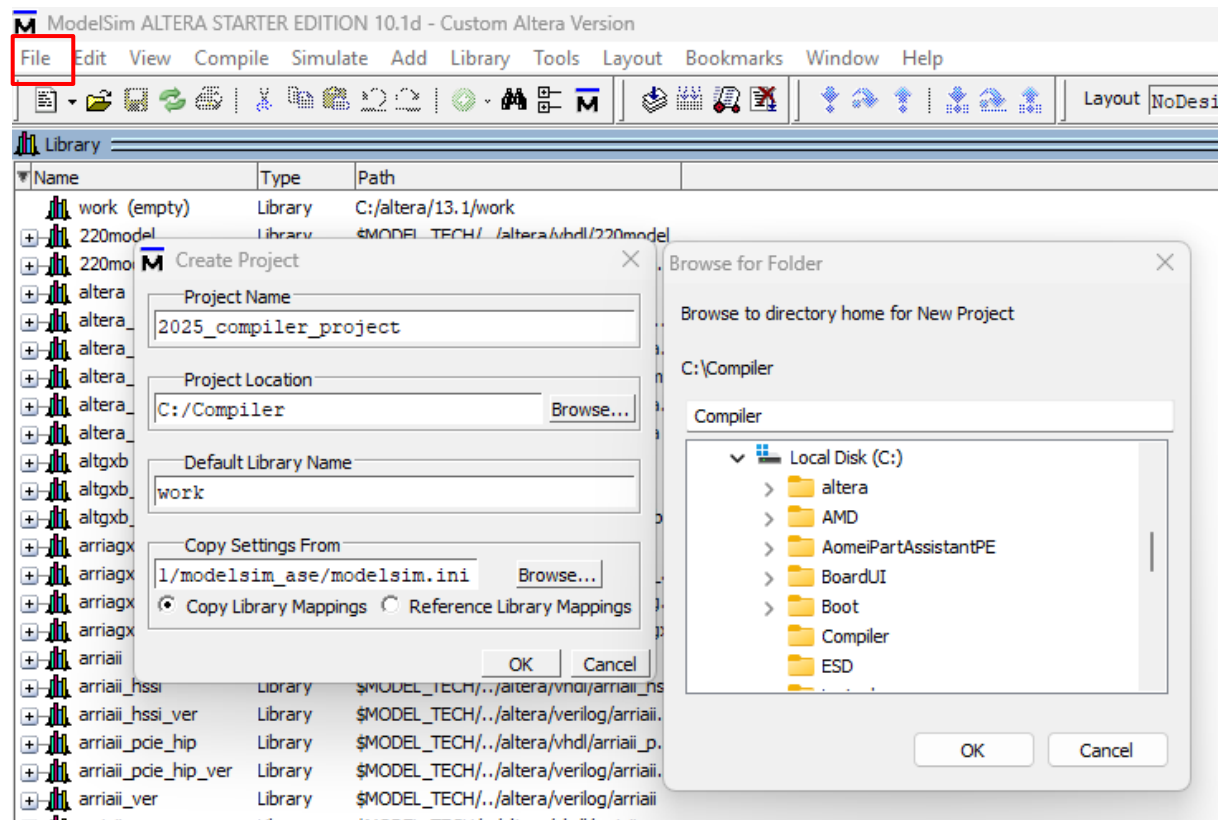 ModelSim ALTERA STARTER EDITION 10.1d - Custom Altera Version
File Edit View Compile Simulate Add Library Tools Layout Bookmarks Window Help
Layout NoDesi
Library
Name Type Path
work (empty) Library C:/altera/13.1/work
220model Library $MODEL_TECH/../altera/vhdl/220model
220mo
altera
altera_
altera_
altera_
altera_
altera_
altgxb
altgxb_
altgxb_
arriagx
arriagx
arriagx
arriagx
arriaii
arriaii_hssi Library $MODEL_TECH/../altera/vhdl/arriaii_hs
arriaii_hssi_ver Library $MODEL_TECH/../altera/verilog/arriaii.
arriaii_pcie_hip Library $MODEL_TECH/../altera/vhdl/arriaii_p.
arriaii_pcie_hip_ver Library $MODEL_TECH/../altera/verilog/arriaii.
arriaii_ver Library $MODEL_TECH/../altera/verilog/arriaii
Create Project
Project Name
2025_compiler_project
Project Location
C:/Compiler Browse...
Default Library Name
work
Copy Settings From
l/modelsim_ase/modelsim.ini Browse...
Copy Library Mappings Reference Library Mappings
OK Cancel
Browse for Folder
Browse to directory home for New Project
C:\Compiler
Compiler
Local Disk (C:)
altera
AMD
AomeiPartAssistantPE
BoardUI
Boot
Compiler
ESD
OK Cancel